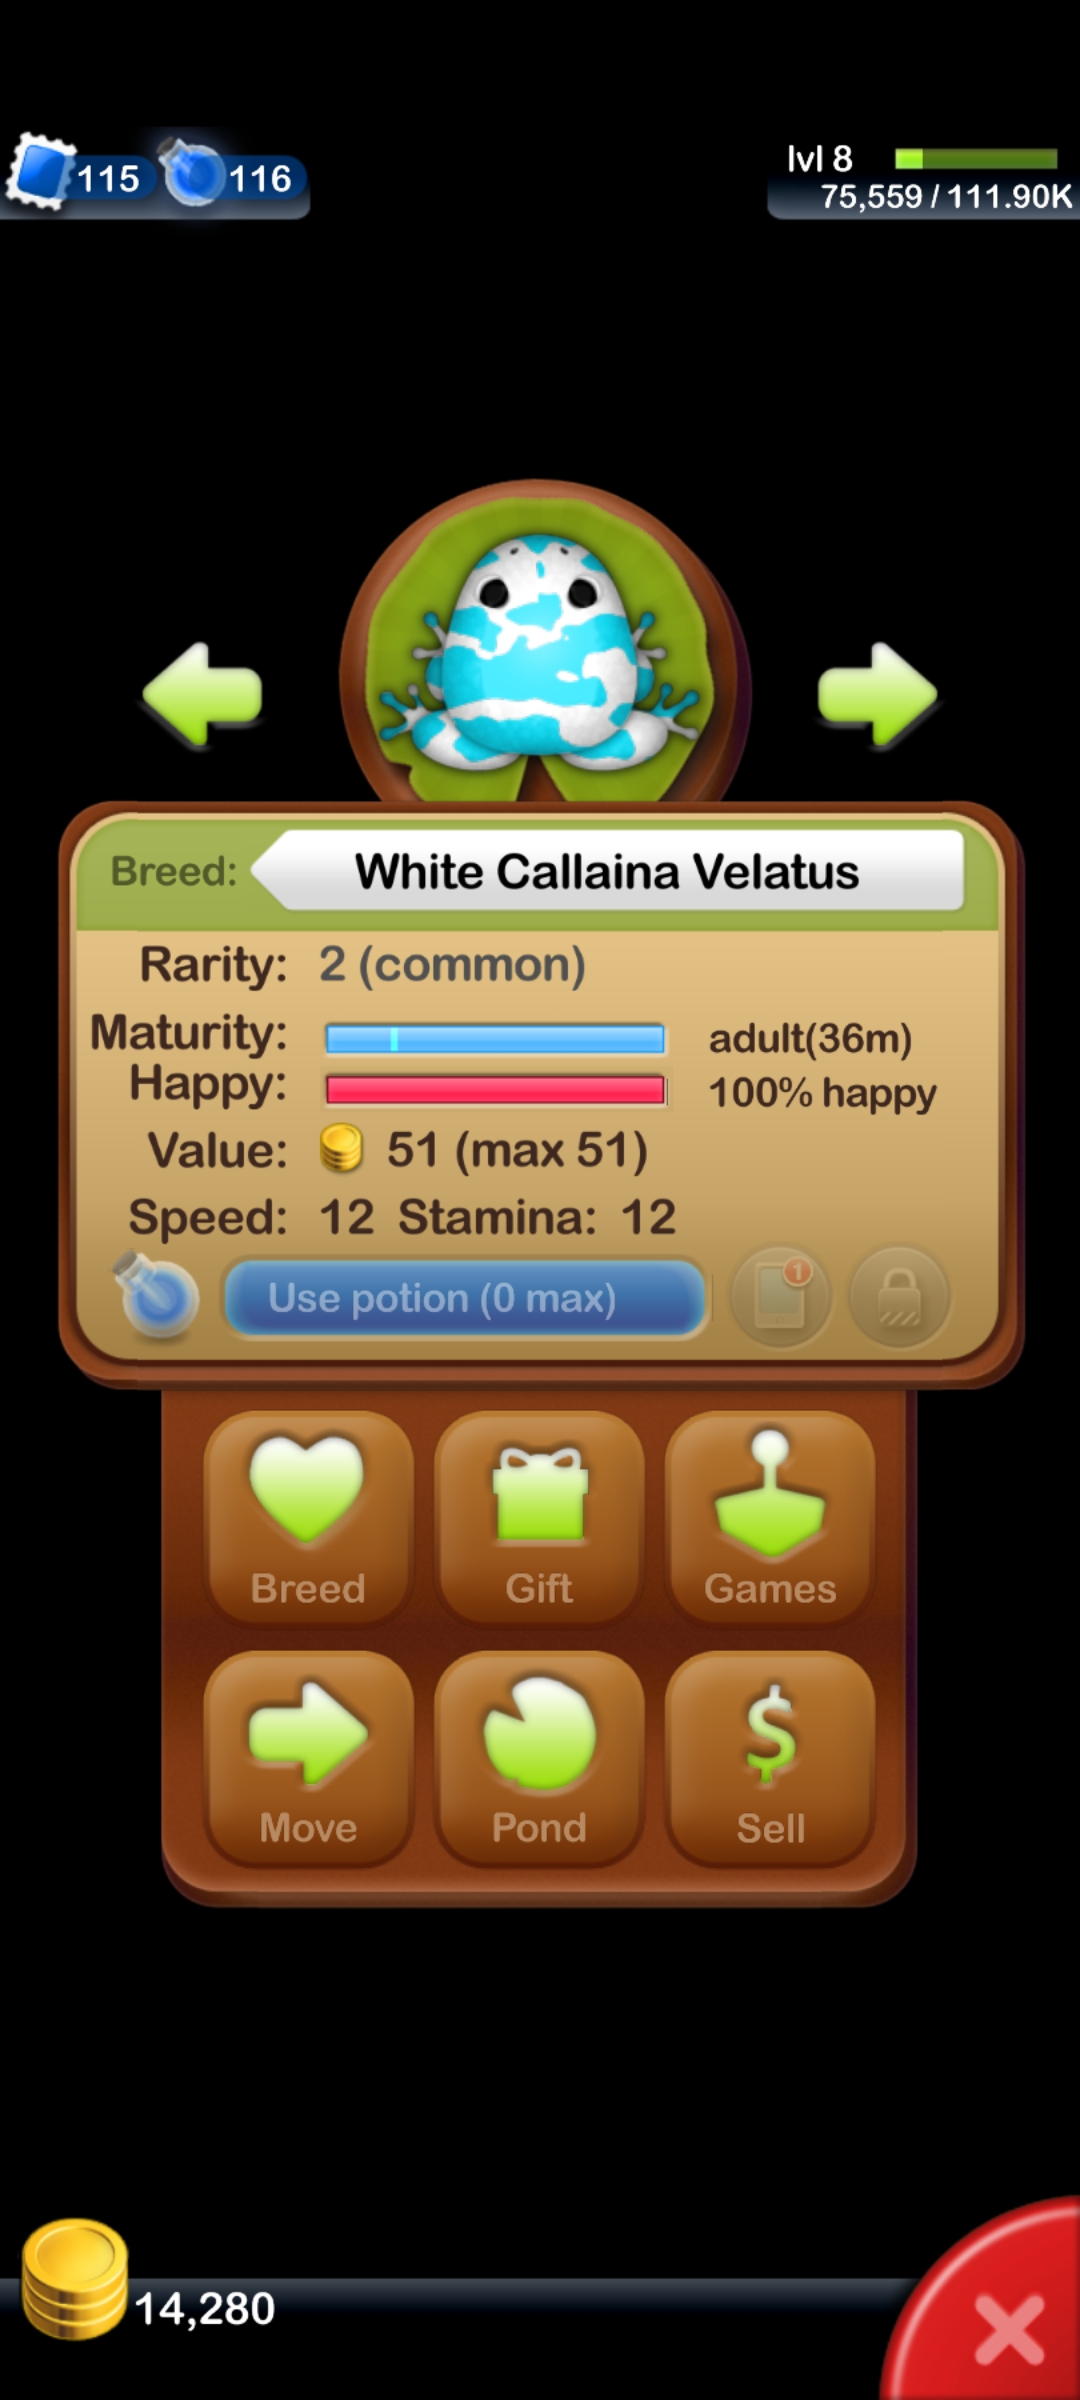 115 116
lvl 8
75,559 / 111.90K
Breed: White Callaina Velatus
Rarity: 2 (common)
Maturity: adult(36m)
Happy: 100% happy
Value: 51 (max 51)
Speed: 12 Stamina: 12
Use potion (0 max) 1
Breed Gift Games
Move Pond Sell
14,280